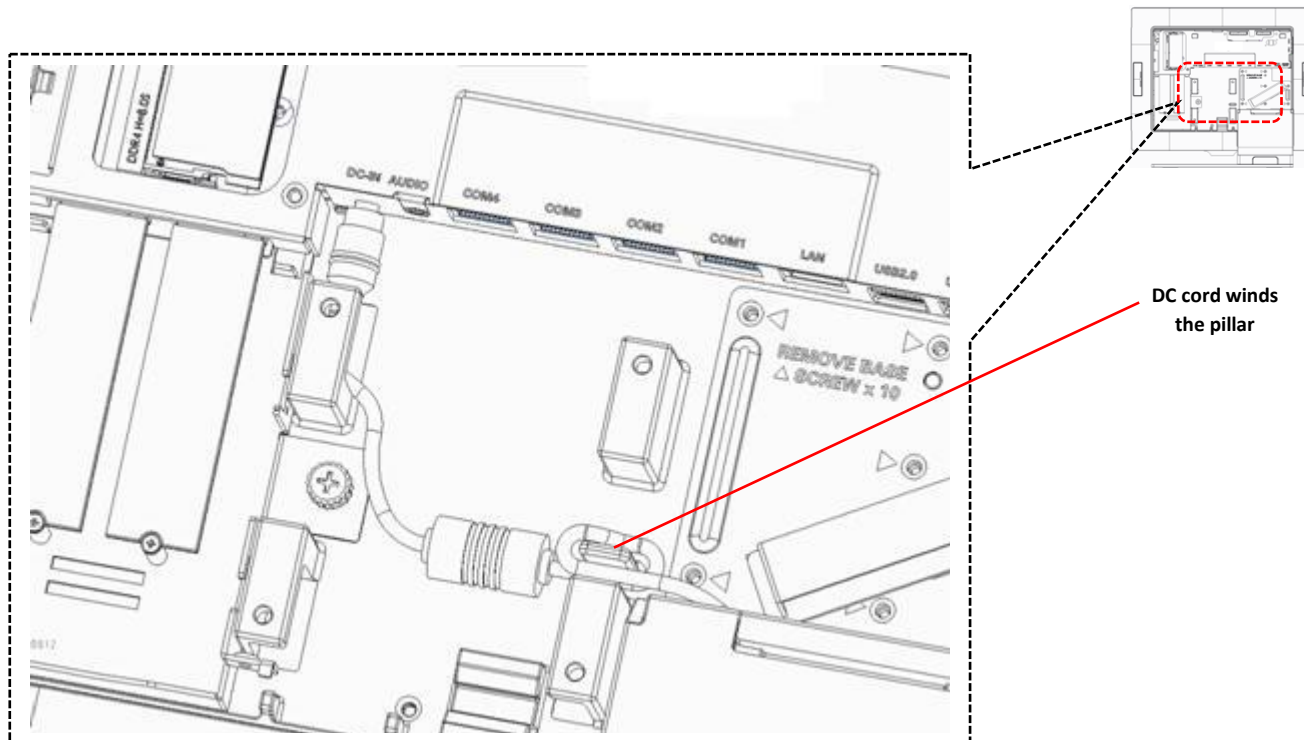 DDR4 SO
DC-IN
AUDIO
COM4
COM3
COM2
COM1
LAN
USB2.0
REMOVE BASE
△ SCREW x 10
DC cord winds
the pillar